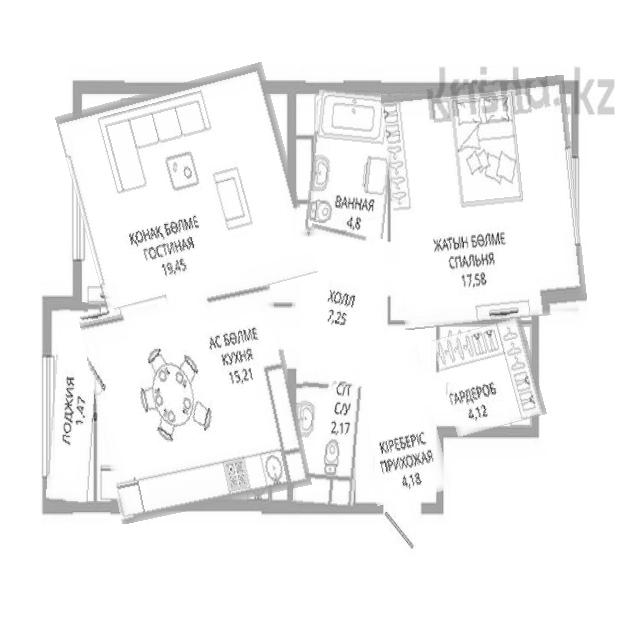 krisha.kz
ҚОНАҚ БӨЛМЕ
ГОСТИНАЯ
19,45
ВАННАЯ
4,8
ЖАТЫН БӨЛМЕ
СПАЛЬНЯ
17,58
ХОЛЛ
7,25
АС БӨЛМЕ
КУХНЯ
15,21
ЛОДЖИЯ
1,47
С/Т
С/У
2,17
ГАРДЕРОБ
4,12
КІРЕБЕРІС
ПРИХОЖАЯ
4,18